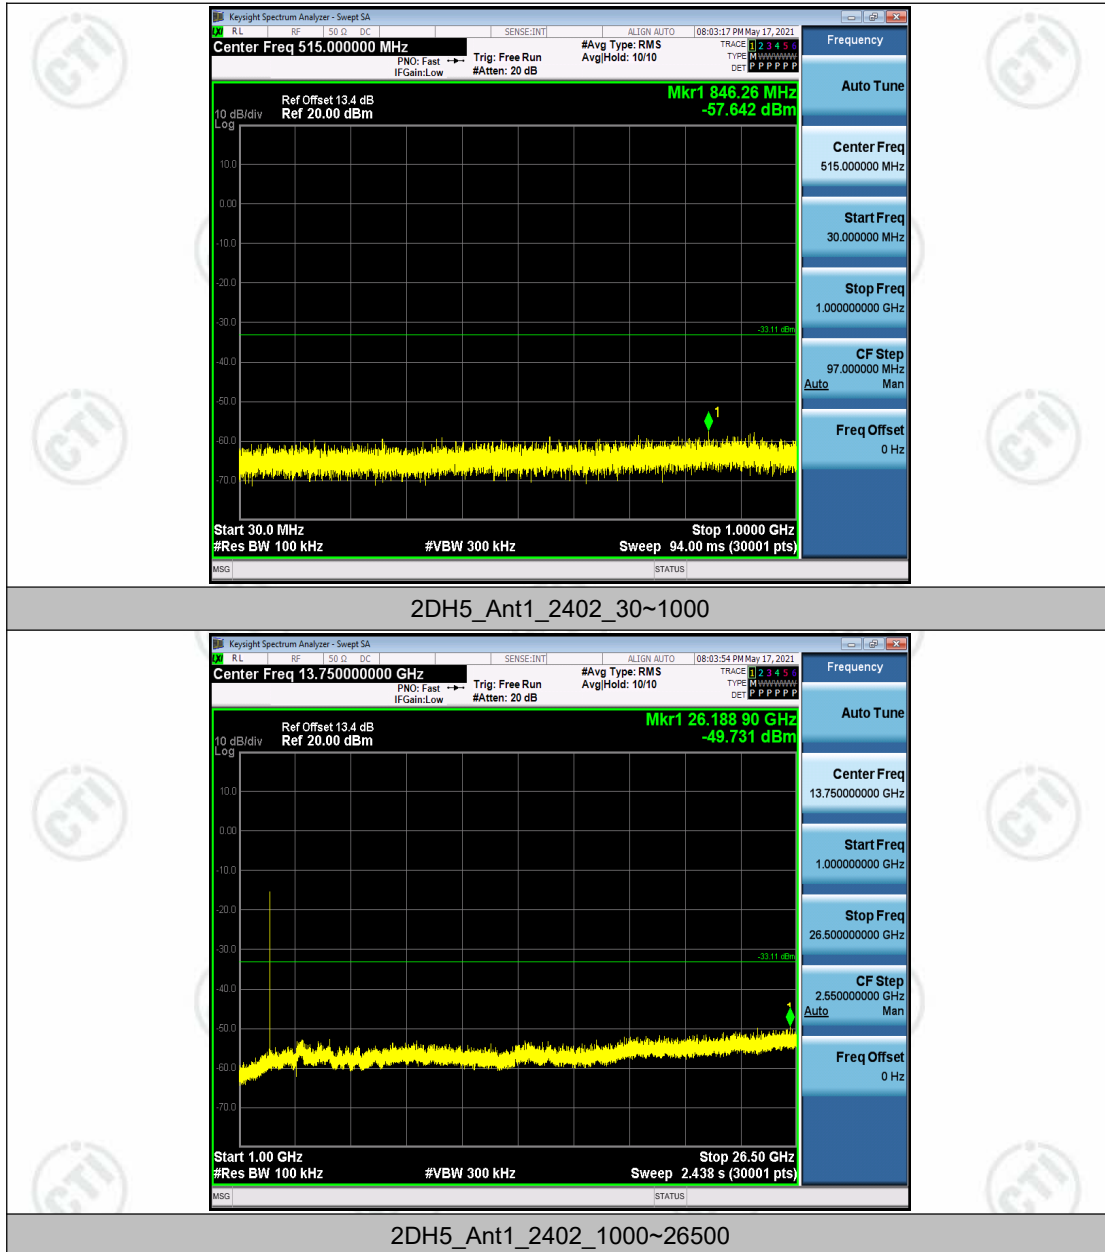 Keysight Spectrum Analyzer - Swept SA
RL RF 50 Ω DC SENSE:INT ALIGN AUTO 08:03:17 PM May 17, 2021
Center Freq 515.000000 MHz
PNO: Fast
IFGain:Low
Trig: Free Run
#Atten: 20 dB
#Avg Type: RMS
Avg|Hold: 10/10
TRACE 1 2 3 4 5 6
TYPE M WWWWW
DET P P P P P P
Frequency
Mkr1 846.26 MHz
-57.642 dBm
Ref Offset 13.4 dB
10 dB/div Ref 20.00 dBm
Log
10.0
0.00
-10.0
-20.0
-30.0
-33.11 dBm
-40.0
-50.0
1
-60.0
-70.0
Start 30.0 MHz Stop 1.0000 GHz
#Res BW 100 kHz #VBW 300 kHz Sweep 94.00 ms (30001 pts)
MSG STATUS
Auto Tune
Center Freq
515.000000 MHz
Start Freq
30.000000 MHz
Stop Freq
1.000000000 GHz
CF Step
97.000000 MHz
Auto Man
Freq Offset
0 Hz
2DH5_Ant1_2402_30~1000
Keysight Spectrum Analyzer - Swept SA
RL RF 50 Ω DC SENSE:INT ALIGN AUTO 08:03:54 PM May 17, 2021
Center Freq 13.750000000 GHz
PNO: Fast
IFGain:Low
Trig: Free Run
#Atten: 20 dB
#Avg Type: RMS
Avg|Hold: 10/10
TRACE 1 2 3 4 5 6
TYPE M WWWWW
DET P P P P P P
Frequency
Mkr1 26.188 90 GHz
-49.731 dBm
Ref Offset 13.4 dB
10 dB/div Ref 20.00 dBm
Log
10.0
0.00
-10.0
-20.0
-30.0
-33.11 dBm
-40.0
1
-50.0
-60.0
-70.0
Start 1.00 GHz Stop 26.50 GHz
#Res BW 100 kHz #VBW 300 kHz Sweep 2.438 s (30001 pts)
MSG STATUS
Auto Tune
Center Freq
13.750000000 GHz
Start Freq
1.000000000 GHz
Stop Freq
26.500000000 GHz
CF Step
2.550000000 GHz
Auto Man
Freq Offset
0 Hz
2DH5_Ant1_2402_1000~26500
CTI
CTI
CTI
CTI
CTI
CTI
CTI
CTI